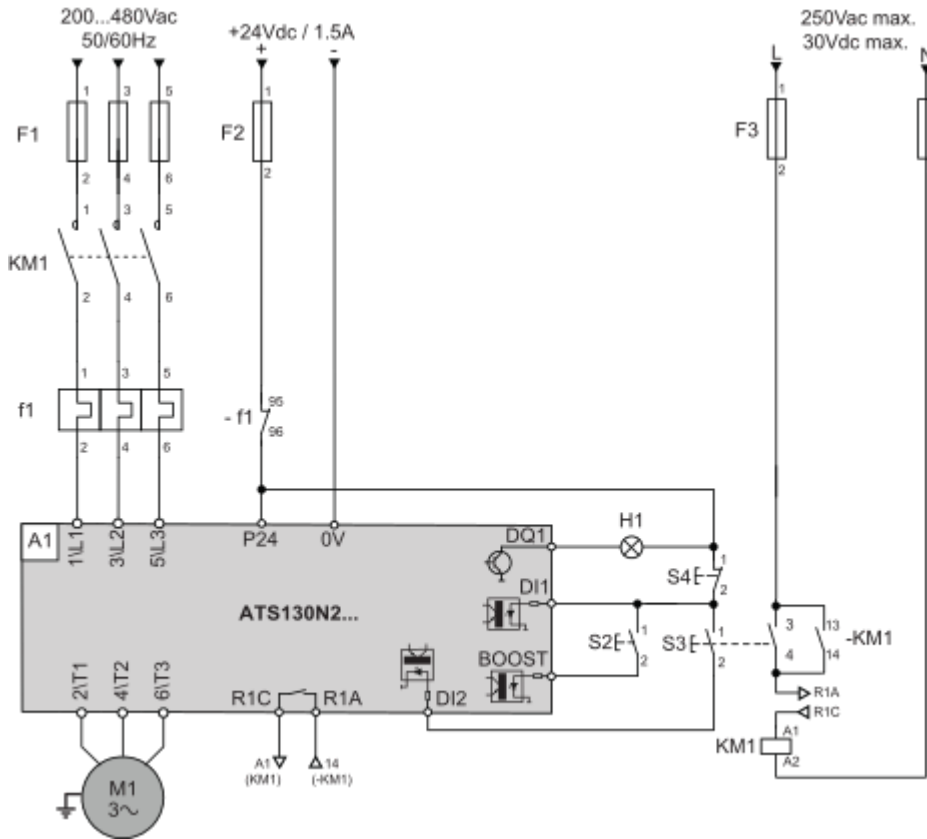 200...480Vac
50/60Hz
+24Vdc / 1.5A
+ -
250Vac max.
30Vdc max.
L
N
1 3 5
1
1
F1
F2
F3
2 4 6
2
2
1 3 5
KM1
2 4 6
1 3 5
f1
2 4 6
- f1
95
96
A1
1\L1
3\L2
5\L3
P24
0V
DQ1
H1
1
S4
2
DI1
ATS130N2...
S2
1
2
S3
1
2
3
4
13
14
-KM1
BOOST
2\T1
4\T2
6\T3
R1C
R1A
DI2
R1A
R1C
KM1
A1
A2
A1
(KM1)
14
(-KM1)
M1
3~